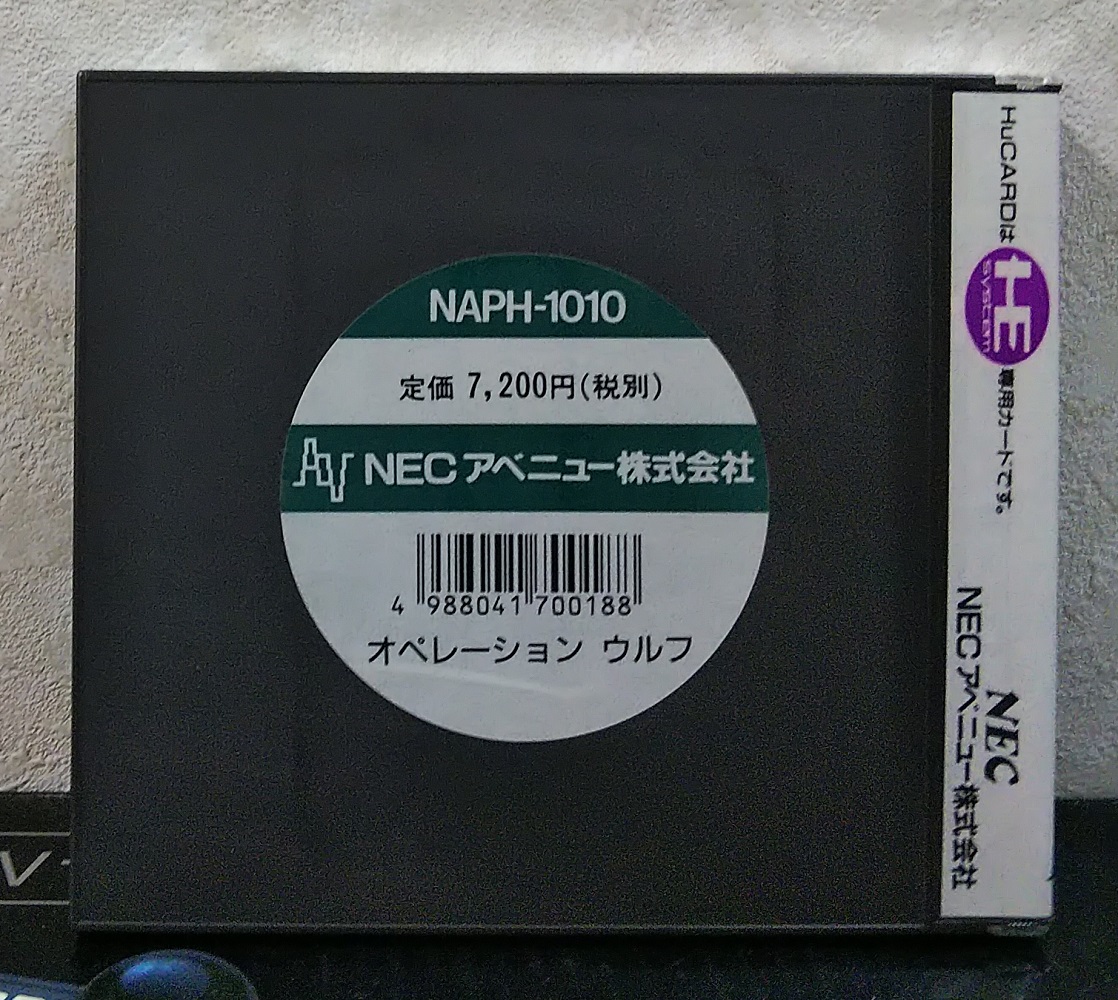 NAPH-1010
定価 7,200円(税別)
NECアベニュー株式会社
4 988041 700188
オペレーション ウルフ
HuCARDは HE system 専用カードです。
NEC
NECアベニュー株式会社